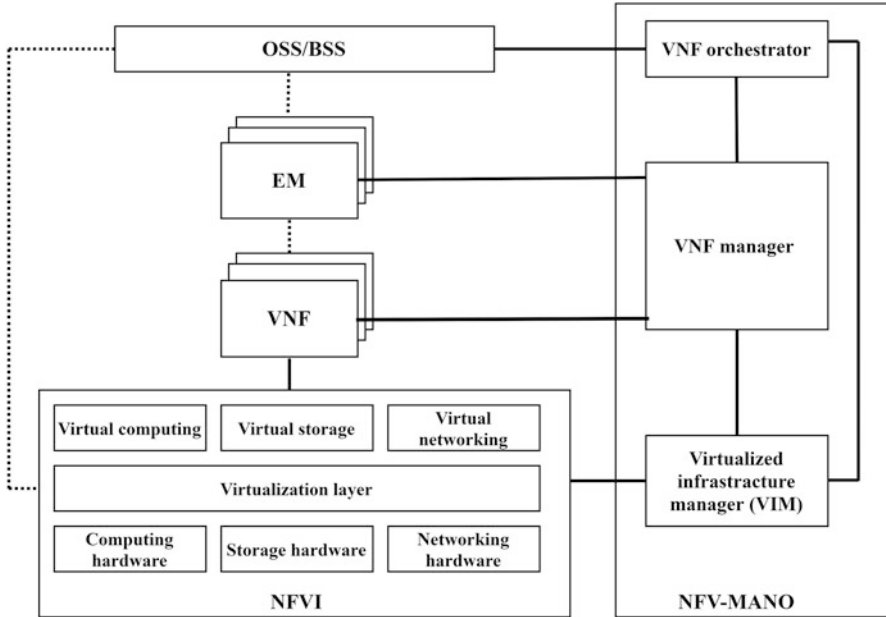 OSS/BSS
VNF orchestrator
EM
VNF manager
VNF
Virtual computing
Virtual storage
Virtual
networking
Virtualization layer
Virtualized
infrastracture
manager (VIM)
Computing
hardware
Storage hardware
Networking
hardware
NFVI
NFV-MANO